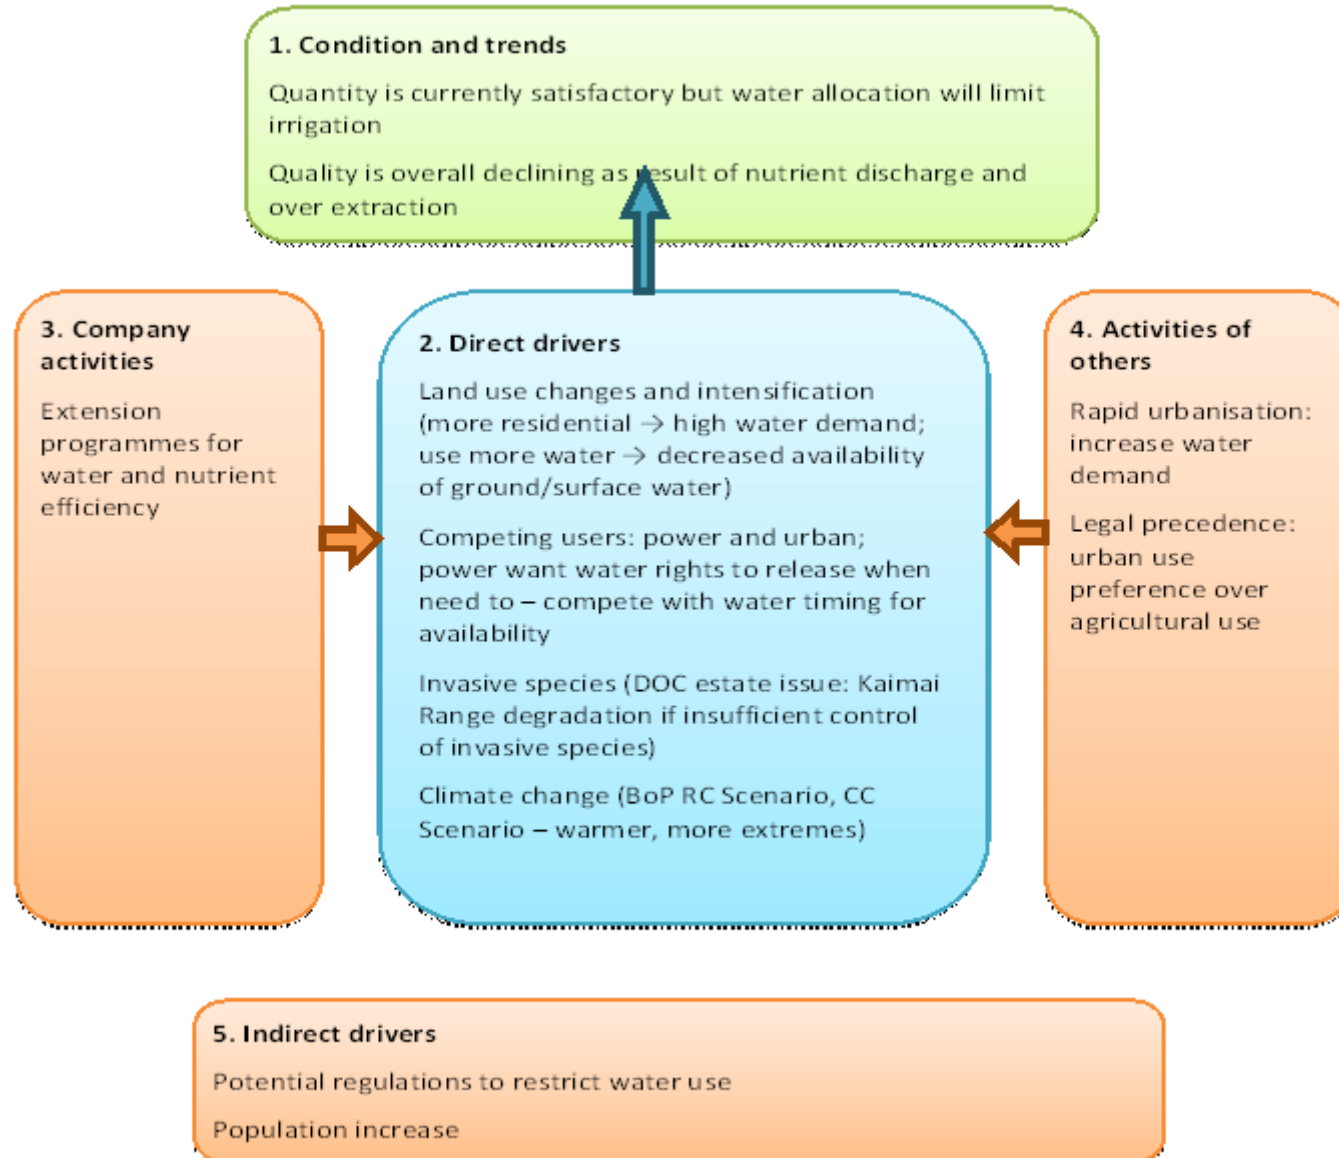 1. Condition and trends
Quantity is currently satisfactory but water allocation will limit
irrigation
Quality is overall declining as result of nutrient discharge and
over extraction
3. Company
activities
Extension
programmes for
water and nutrient
efficiency
2. Direct drivers
Land use changes and intensification
(more residential → high water demand;
use more water → decreased availability
of ground/surface water)
Competing users: power and urban;
power want water rights to release when
need to – compete with water timing for
availability
Invasive species (DOC estate issue: Kaimai
Range degradation if insufficient control
of invasive species)
Climate change (BoP RC Scenario, CC
Scenario – warmer, more extremes)
4. Activities of
others
Rapid urbanisation:
increase water
demand
Legal precedence:
urban use
preference over
agricultural use
5. Indirect drivers
Potential regulations to restrict water use
Population increase